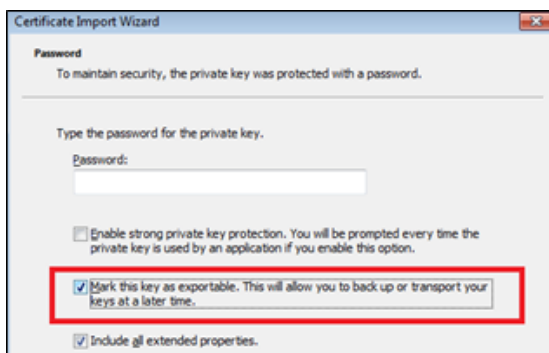 Certificate Import Wizard
Password
To maintain security, the private key was protected with a password.
Type the password for the private key.
Password:
Enable strong private key protection. You will be prompted every time the
private key is used by an application if you enable this option.
Mark this key as exportable. This will allow you to back up or transport your
keys at a later time.
Include all extended properties.